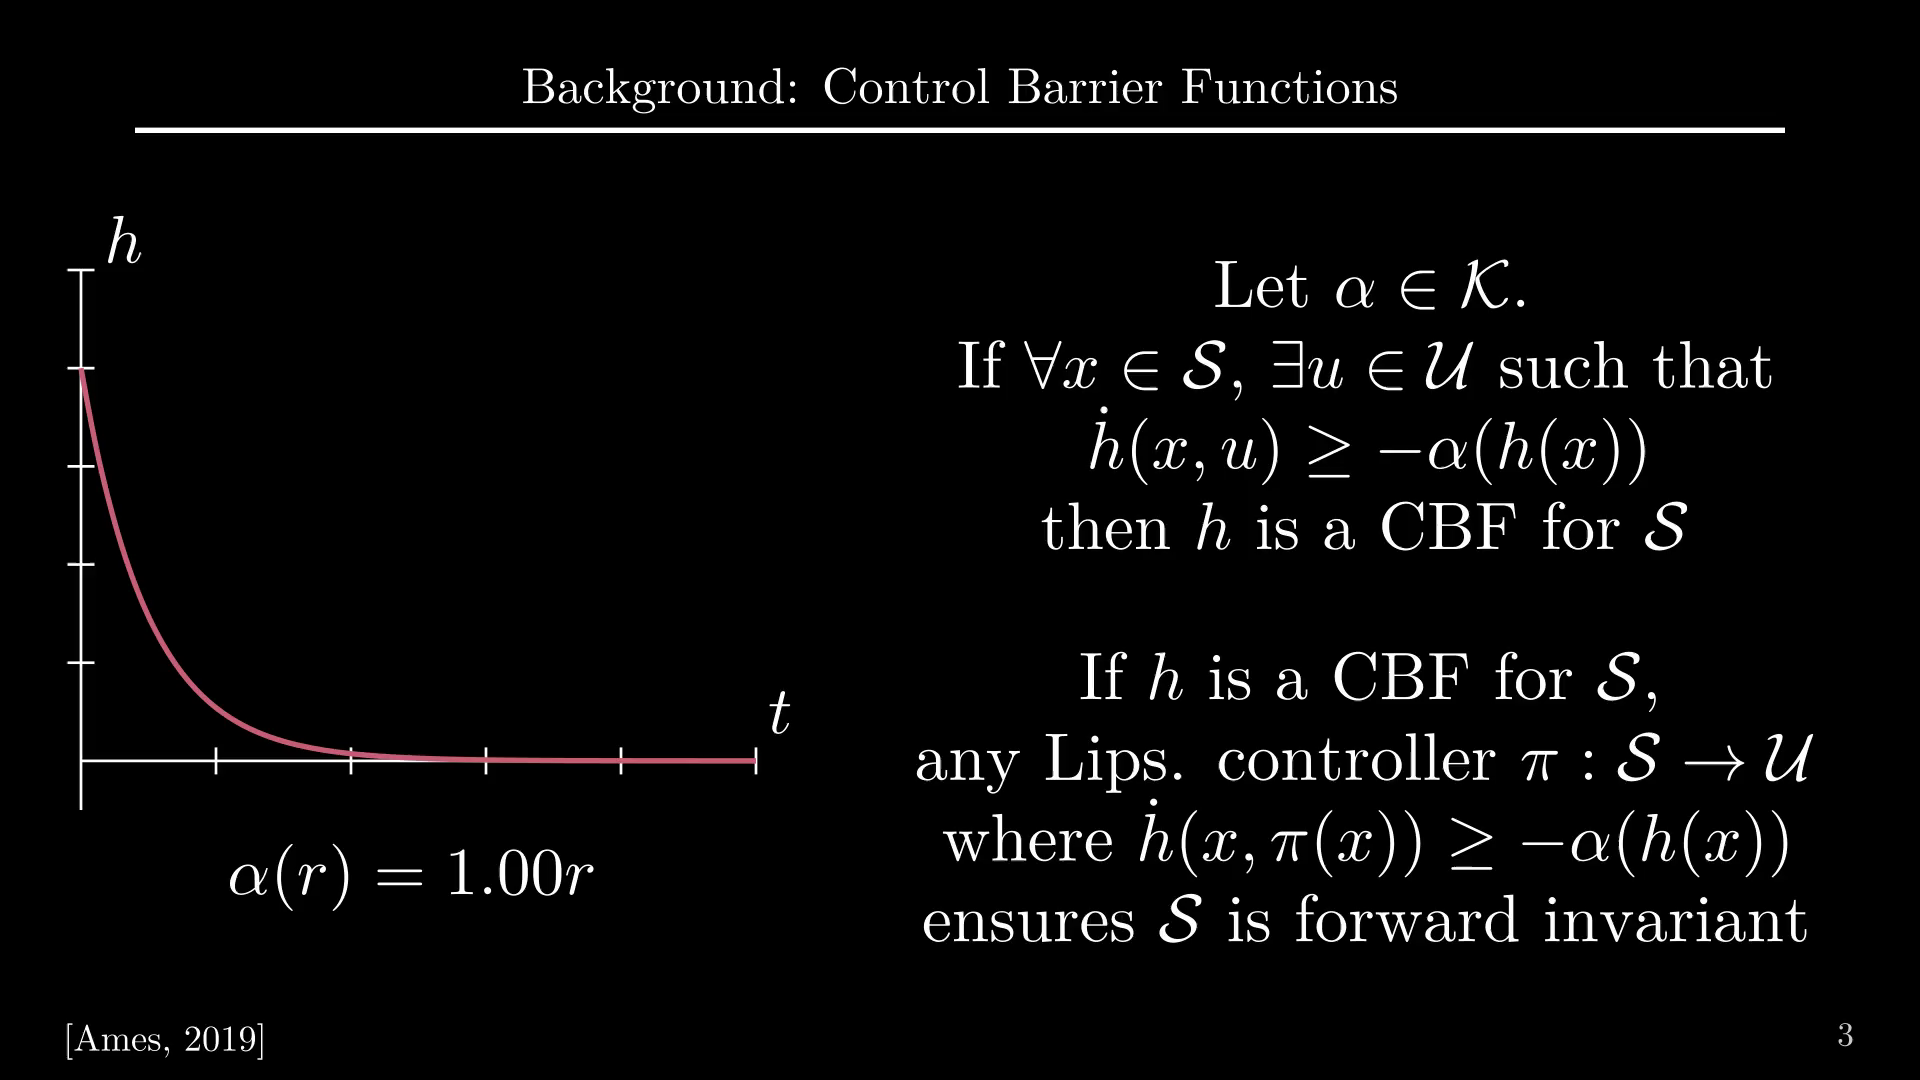 Background: Control Barrier Functions
h
t
α(r) = 1.00r
Let α ∈ 𝒦.
If ∀x ∈ 𝒮, ∃u ∈ 𝒰 such that
ḣ(x, u) ≥ −α(h(x))
then h is a CBF for 𝒮
If h is a CBF for 𝒮,
any Lips. controller π : 𝒮 → 𝒰
where ḣ(x, π(x)) ≥ −α(h(x))
ensures 𝒮 is forward invariant
[Ames, 2019]
3